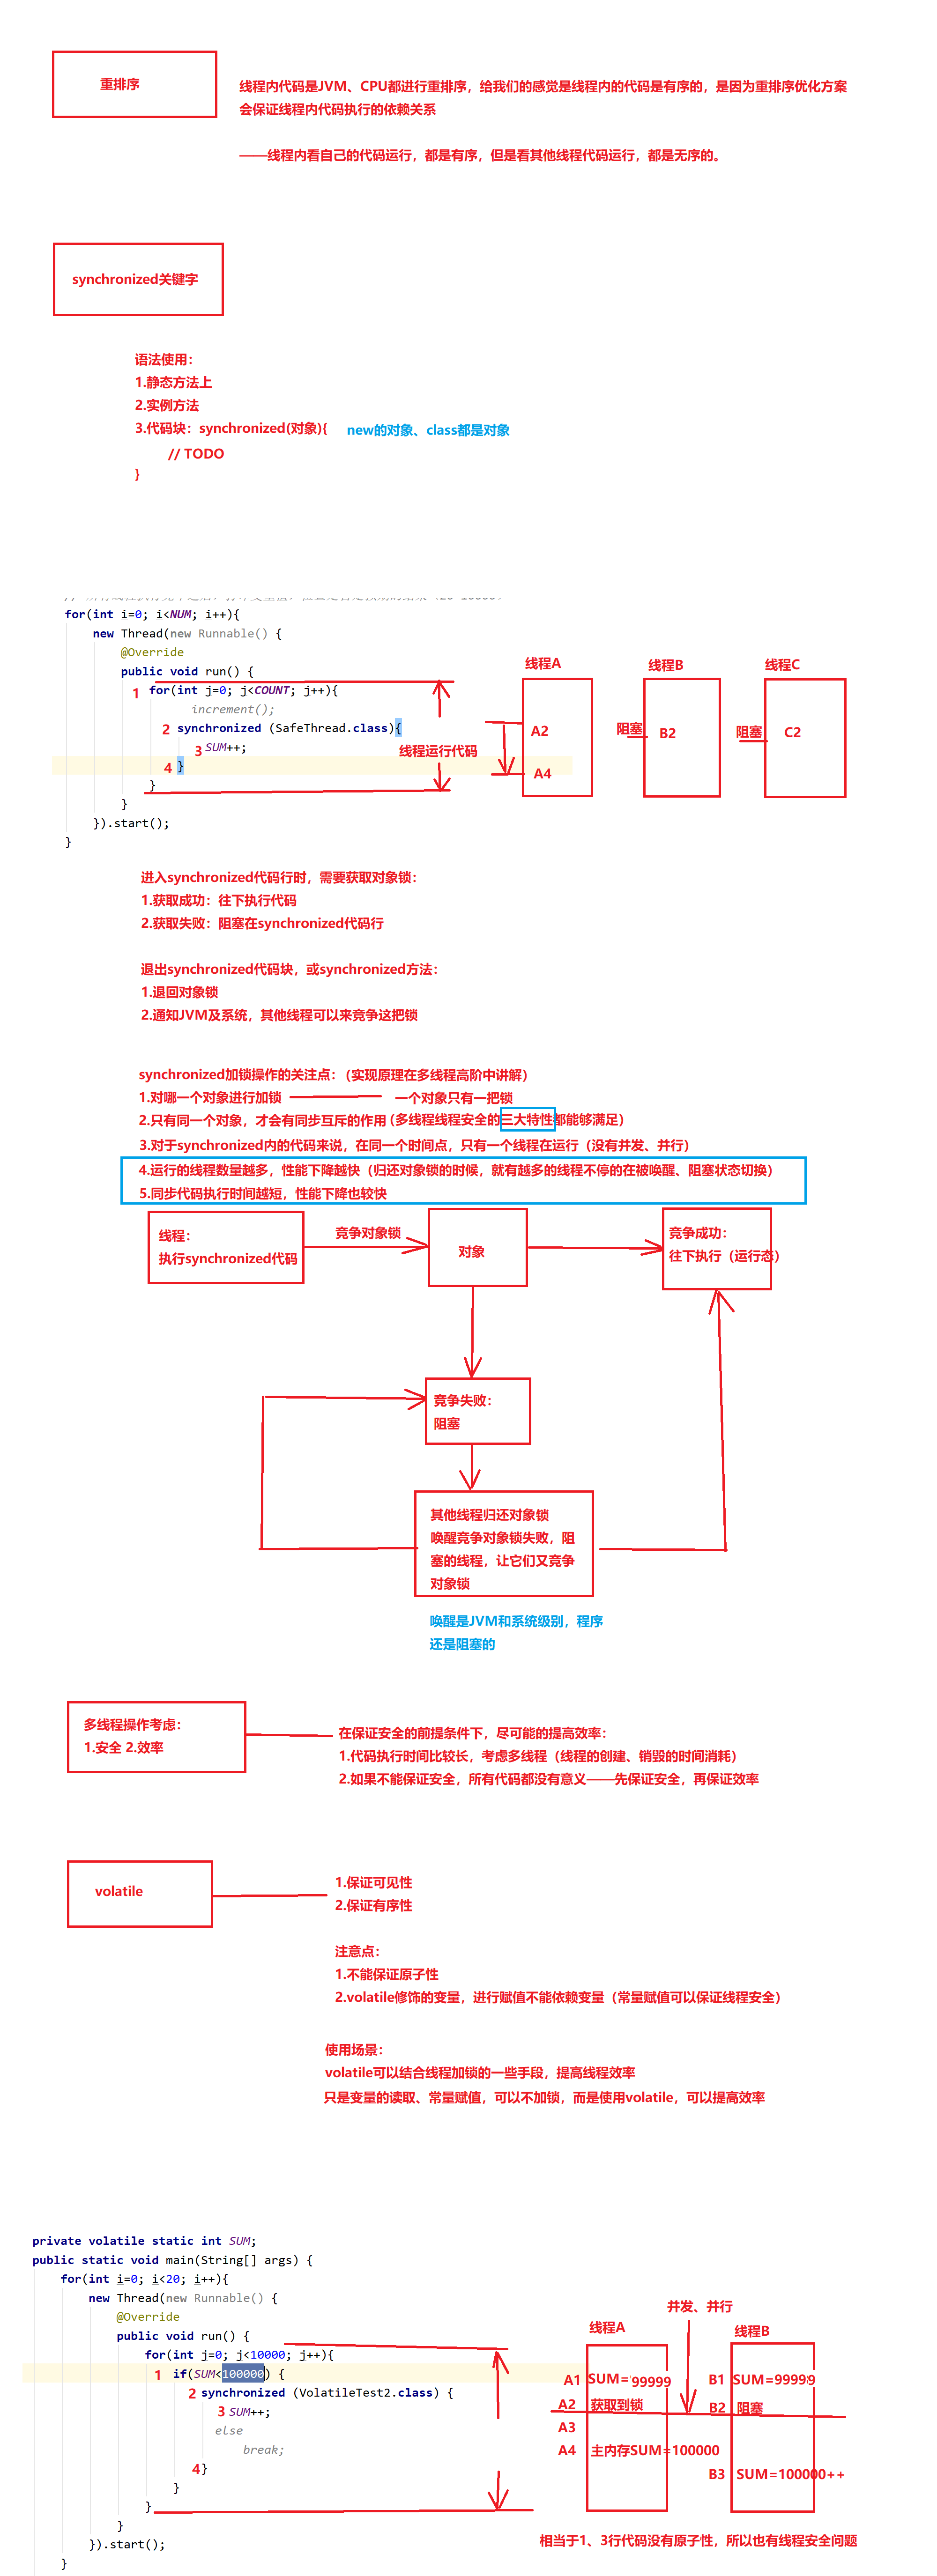 重排序
线程内代码是JVM、CPU都进行重排序，给我们的感觉是线程内的代码是有序的，是因为重排序优化方案
会保证线程内代码执行的依赖关系
——线程内看自己的代码运行，都是有序，但是看其他线程代码运行，都是无序的。
synchronized关键字
语法使用：
1.静态方法上
2.实例方法
3.代码块：synchronized(对象){
new的对象、class都是对象
// TODO
}
for(int i=0; i<NUM; i++){
new Thread(new Runnable() {
@Override
public void run() {
1 for(int j=0; j<COUNT; j++){
increment();
2 synchronized (SafeThread.class){
3 SUM++;
4 }
}
}
}).start();
}
线程运行代码
线程A
线程B
线程C
A2
阻塞
B2
阻塞
C2
A4
进入synchronized代码行时，需要获取对象锁：
1.获取成功：往下执行代码
2.获取失败：阻塞在synchronized代码行
退出synchronized代码块，或synchronized方法：
1.退回对象锁
2.通知JVM及系统，其他线程可以来竞争这把锁
synchronized加锁操作的关注点：（实现原理在多线程高阶中讲解）
1.对哪一个对象进行加锁
一个对象只有一把锁
2.只有同一个对象，才会有同步互斥的作用（多线程线程安全的三大特性都能够满足）
3.对于synchronized内的代码来说，在同一个时间点，只有一个线程在运行（没有并发、并行）
4.运行的线程数量越多，性能下降越快（归还对象锁的时候，就有越多的线程不停的在被唤醒、阻塞状态切换）
5.同步代码执行时间越短，性能下降也较快
线程：
执行synchronized代码
竞争对象锁
对象
竞争成功：
往下执行（运行态）
竞争失败：
阻塞
其他线程归还对象锁
唤醒竞争对象锁失败，阻
塞的线程，让它们又竞争
对象锁
唤醒是JVM和系统级别，程序
还是阻塞的
多线程操作考虑：
1.安全 2.效率
在保证安全的前提条件下，尽可能的提高效率：
1.代码执行时间比较长，考虑多线程（线程的创建、销毁的时间消耗）
2.如果不能保证安全，所有代码都没有意义——先保证安全，再保证效率
volatile
1.保证可见性
2.保证有序性
注意点：
1.不能保证原子性
2.volatile修饰的变量，进行赋值不能依赖变量（常量赋值可以保证线程安全）
使用场景：
volatile可以结合线程加锁的一些手段，提高线程效率
只是变量的读取、常量赋值，可以不加锁，而是使用volatile，可以提高效率
private volatile static int SUM;
public static void main(String[] args) {
for(int i=0; i<20; i++){
new Thread(new Runnable() {
@Override
public void run() {
for(int j=0; j<10000; j++){
1 if(SUM<100000) {
2 synchronized (VolatileTest2.class) {
3 SUM++;
else
break;
4 }
}
}
}
}).start();
}
并发、并行
线程A
线程B
A1 SUM=99999
B1 SUM=99999
A2 获取到锁
B2 阻塞
A3
A4 主内存SUM=100000
B3 SUM=100000++
相当于1、3行代码没有原子性，所以也有线程安全问题